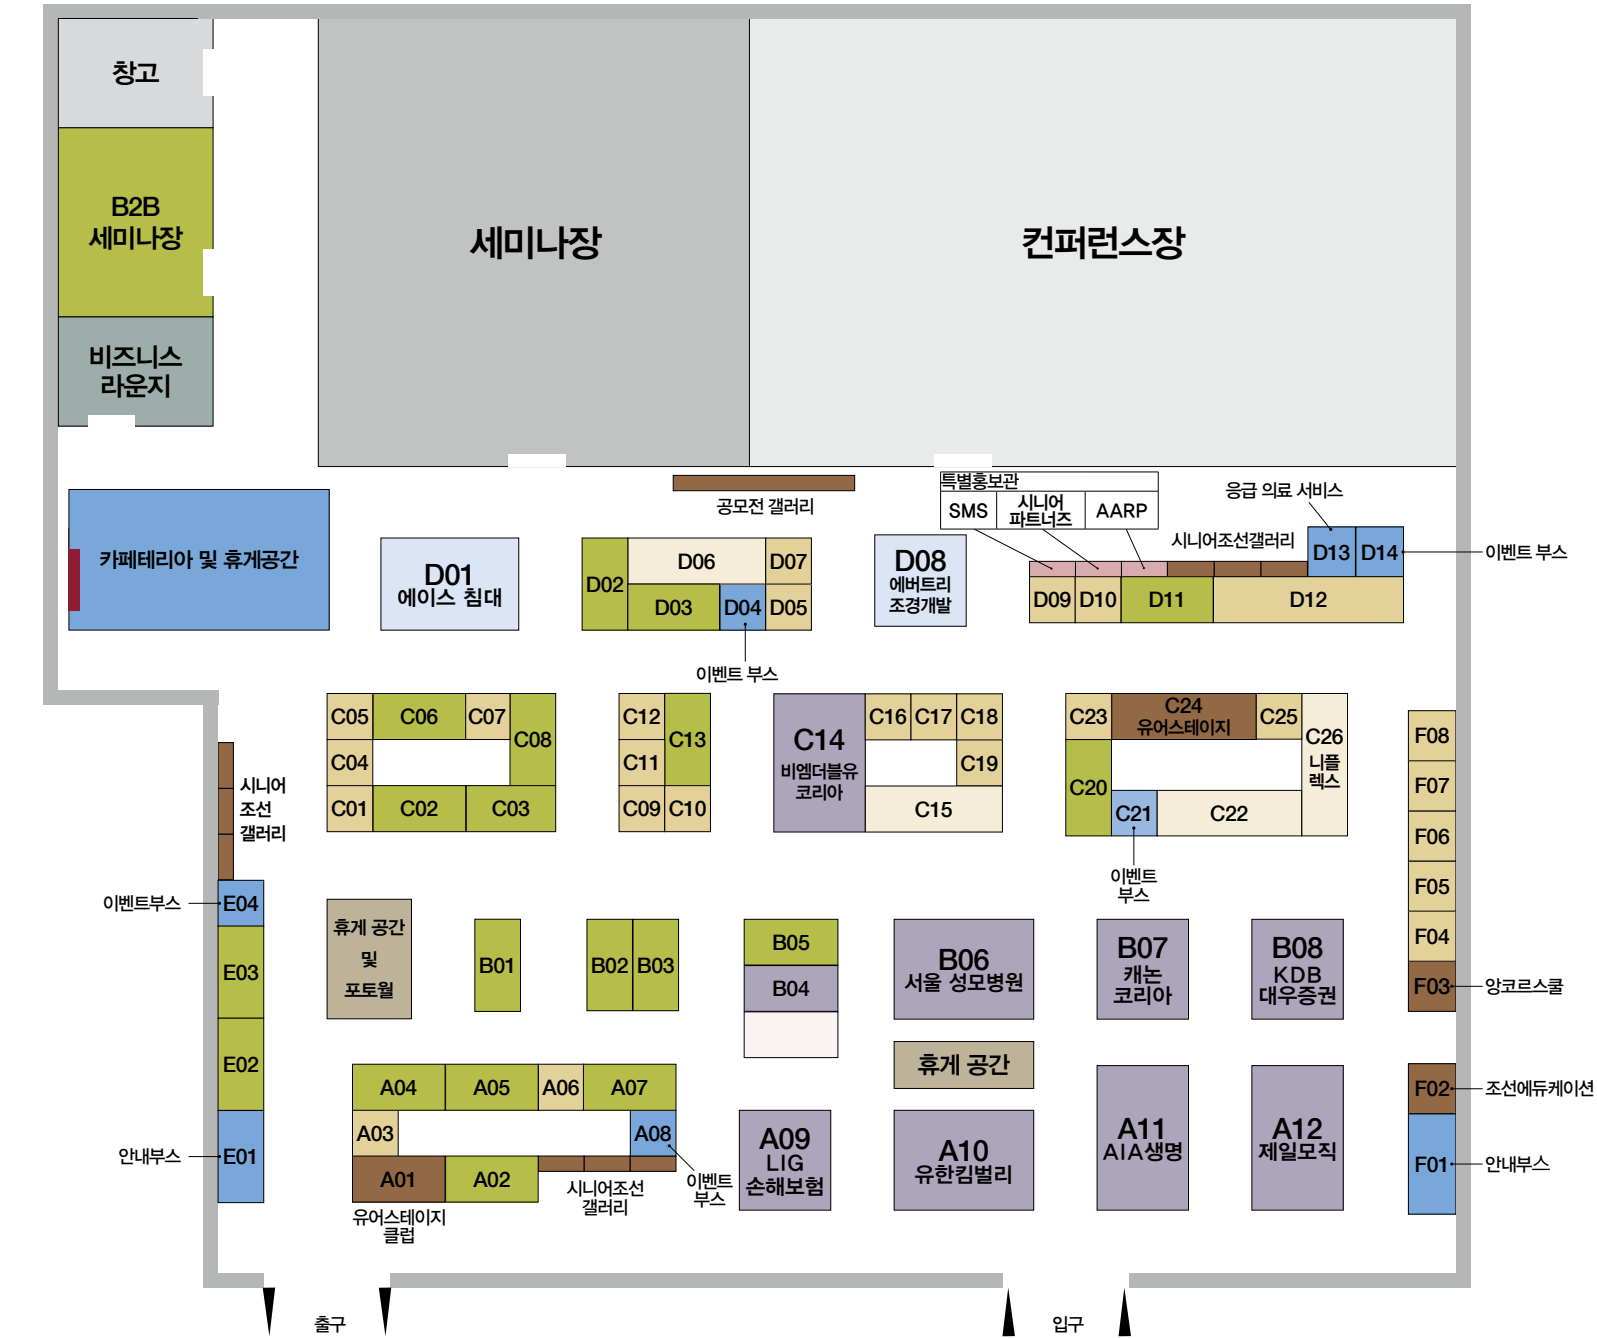 창고
B2B
세미나장
비즈니스
라운지
세미나장
컨퍼런스장
카페테리아 및 휴게공간
공모전 갤러리
특별홍보관
SMS
시니어
파트너즈
AARP
응급 의료 서비스
시니어조선갤러리
이벤트 부스
D01
에이스 침대
D02
D06
D07
D03
D04
D05
이벤트 부스
D08
에버트리
조경개발
D13
D14
D09
D10
D11
D12
C05
C06
C07
C08
C04
C01
C02
C03
C12
C13
C11
C09
C10
C14
비엠더블유
코리아
C16
C17
C18
C19
C15
C23
C24
유어스테이지
C25
C26
니플
렉스
C20
C21
C22
이벤트
부스
F08
F07
F06
F05
F04
F03
앙코르스쿨
F02
조선에듀케이션
F01
안내부스
시니어
조선
갤러리
이벤트부스
E04
E03
E02
안내부스
E01
휴게 공간
및
포토월
B01
B02
B03
B05
B04
B06
서울 성모병원
B07
캐논
코리아
B08
KDB
대우증권
휴게 공간
A04
A05
A06
A07
A03
A08
A01
A02
유어스테이지
클럽
시니어조선
갤러리
이벤트
부스
A09
LIG
손해보험
A10
유한킴벌리
A11
AIA생명
A12
제일모직
출구
입구